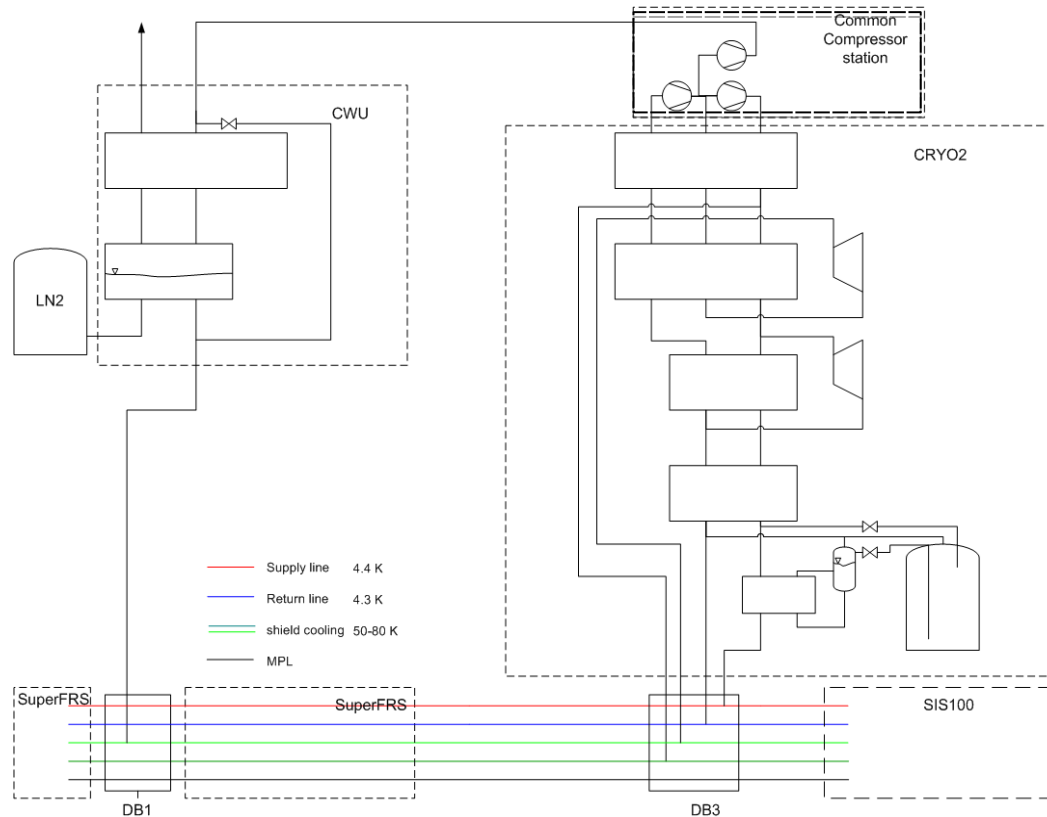 Common
Compressor
station
CWU
CRYO2
LN2
Supply line 4.4 K
Return line 4.3 K
shield cooling 50-80 K
MPL
SuperFRS
SuperFRS
SIS100
DB1
DB3